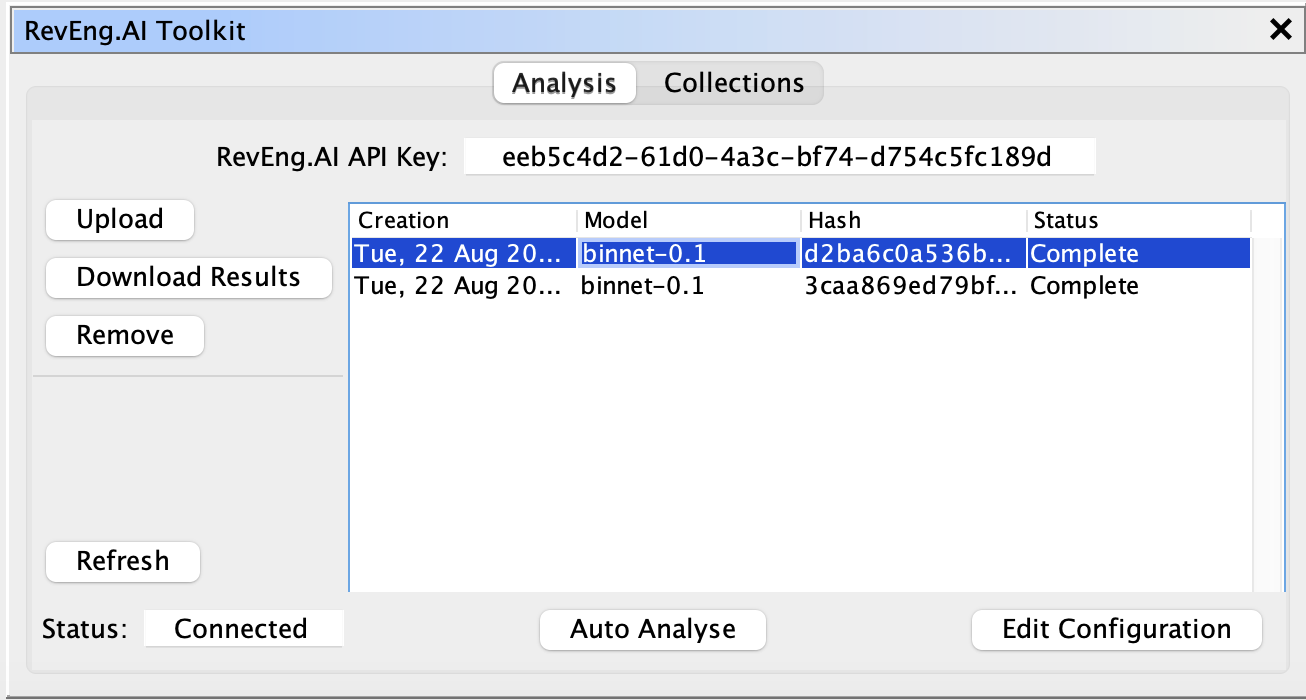 RevEng.AI Toolkit
Analysis Collections
RevEng.AI API Key: eeb5c4d2-61d0-4a3c-bf74-d754c5fc189d
Upload
Download Results
Remove
Creation Model Hash Status
Tue, 22 Aug 20... binnet-0.1 d2ba6c0a536b... Complete
Tue, 22 Aug 20... binnet-0.1 3caa869ed79bf... Complete
Refresh
Status: Connected Auto Analyse Edit Configuration